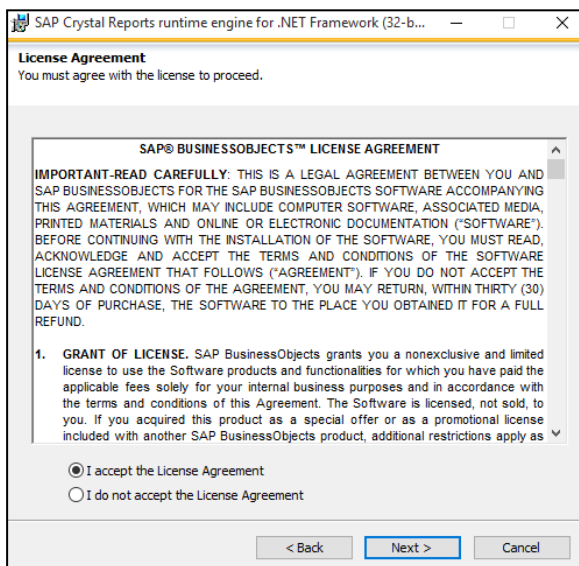 SAP Crystal Reports runtime engine for .NET Framework (32-b...
License Agreement
You must agree with the license to proceed.
SAP® BUSINESSOBJECTS™ LICENSE AGREEMENT
IMPORTANT-READ CAREFULLY: THIS IS A LEGAL AGREEMENT BETWEEN YOU AND
SAP BUSINESSOBJECTS FOR THE SAP BUSINESSOBJECTS SOFTWARE ACCOMPANYING
THIS AGREEMENT, WHICH MAY INCLUDE COMPUTER SOFTWARE, ASSOCIATED MEDIA,
PRINTED MATERIALS AND ONLINE OR ELECTRONIC DOCUMENTATION ("SOFTWARE").
BEFORE CONTINUING WITH THE INSTALLATION OF THE SOFTWARE, YOU MUST READ,
ACKNOWLEDGE AND ACCEPT THE TERMS AND CONDITIONS OF THE SOFTWARE
LICENSE AGREEMENT THAT FOLLOWS ("AGREEMENT"). IF YOU DO NOT ACCEPT THE
TERMS AND CONDITIONS OF THE AGREEMENT, YOU MAY RETURN, WITHIN THIRTY (30)
DAYS OF PURCHASE, THE SOFTWARE TO THE PLACE YOU OBTAINED IT FOR A FULL
REFUND.
1. GRANT OF LICENSE. SAP BusinessObjects grants you a nonexclusive and limited
license to use the Software products and functionalities for which you have paid the
applicable fees solely for your internal business purposes and in accordance with
the terms and conditions of this Agreement. The Software is licensed, not sold, to
you. If you acquired this product as a special offer or as a promotional license
included with another SAP BusinessObjects product, additional restrictions apply as
I accept the License Agreement
I do not accept the License Agreement
< Back
Next >
Cancel